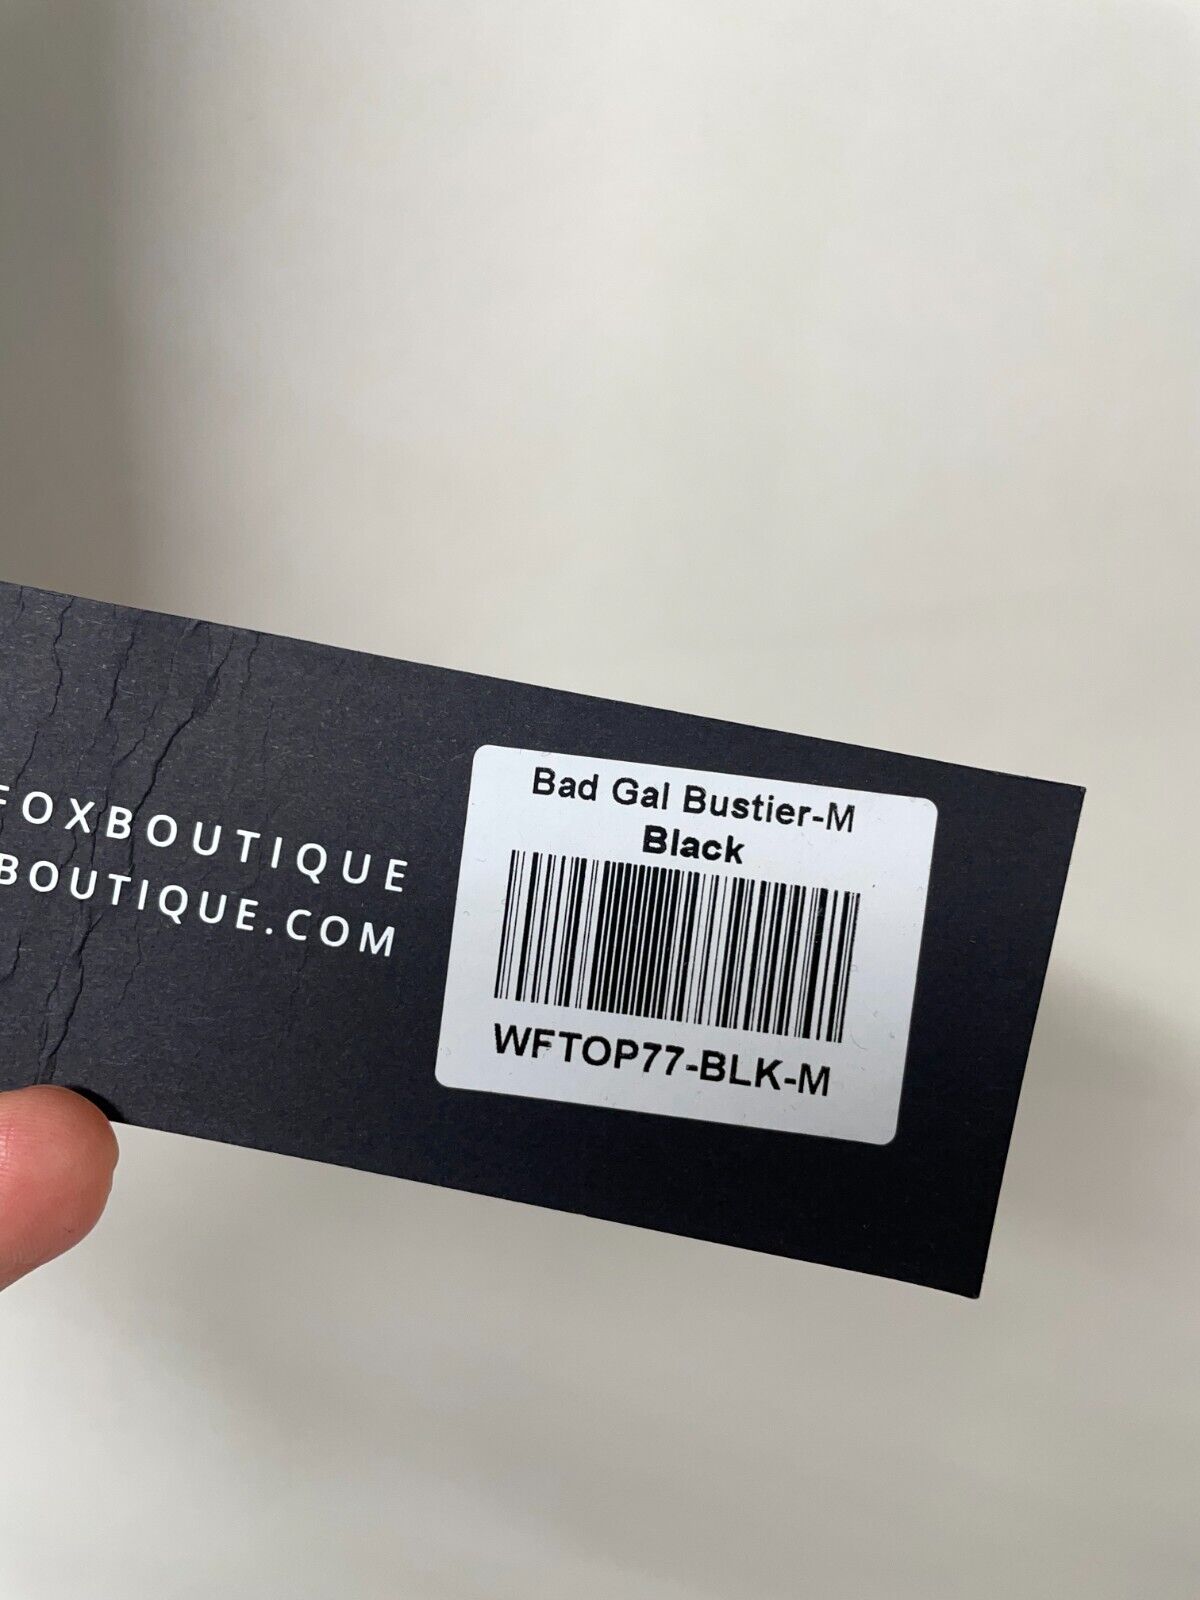 FOXBOUTIQUE
BOUTIQUE.COM
Bad Gal Bustier-M
Black
WFTOP77-BLK-M